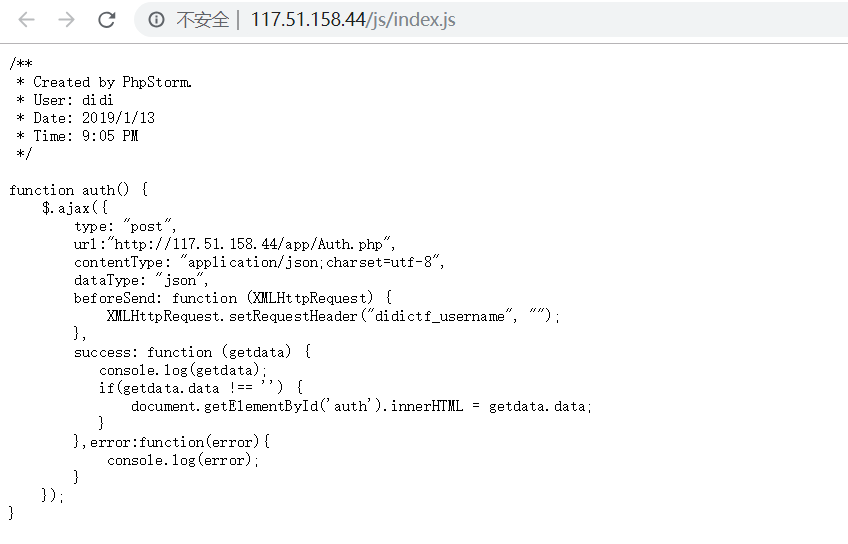 不安全 | 117.51.158.44/js/index.js
/**
 * Created by PhpStorm.
 * User: didi
 * Date: 2019/1/13
 * Time: 9:05 PM
 */
function auth() {
    $.ajax({
        type: "post",
        url:"http://117.51.158.44/app/Auth.php",
        contentType: "application/json;charset=utf-8",
        dataType: "json",
        beforeSend: function (XMLHttpRequest) {
            XMLHttpRequest.setRequestHeader("didictf_username", "");
        },
        success: function (getdata) {
           console.log(getdata);
           if(getdata.data !== '') {
               document.getElementById('auth').innerHTML = getdata.data;
           }
        },error:function(error){
            console.log(error);
        }
    });
}